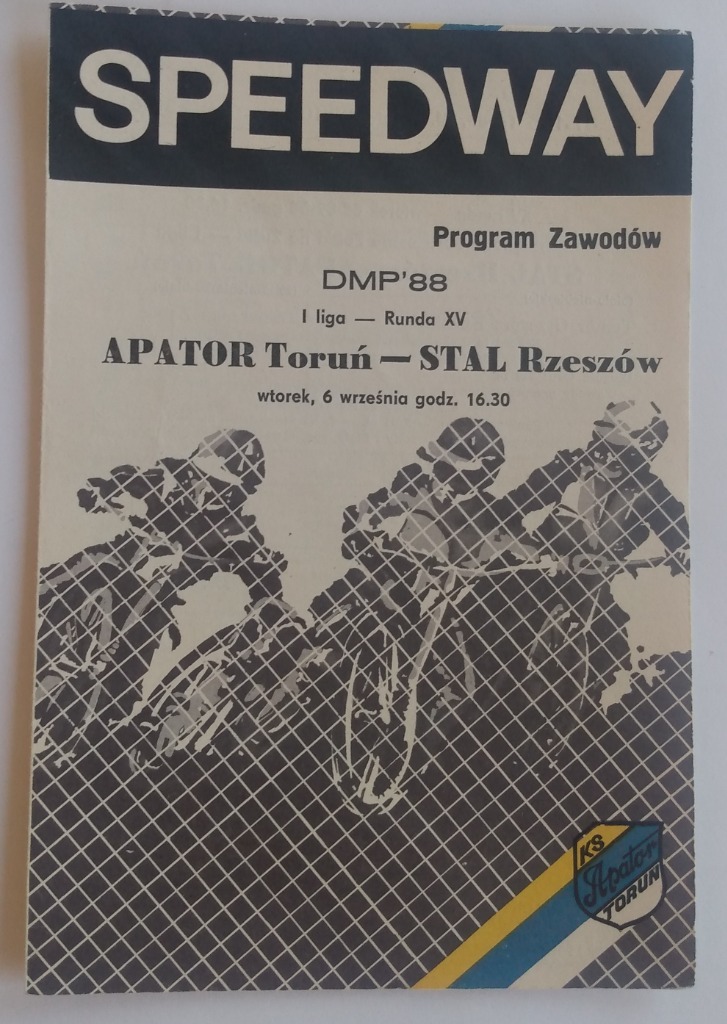 SPEEDWAY
Program Zawodów
DMP'88
I liga — Runda XV
APATOR Toruń — STAL Rzeszów
wtorek, 6 września godz. 16.30
KS
Apator
TORUŃ